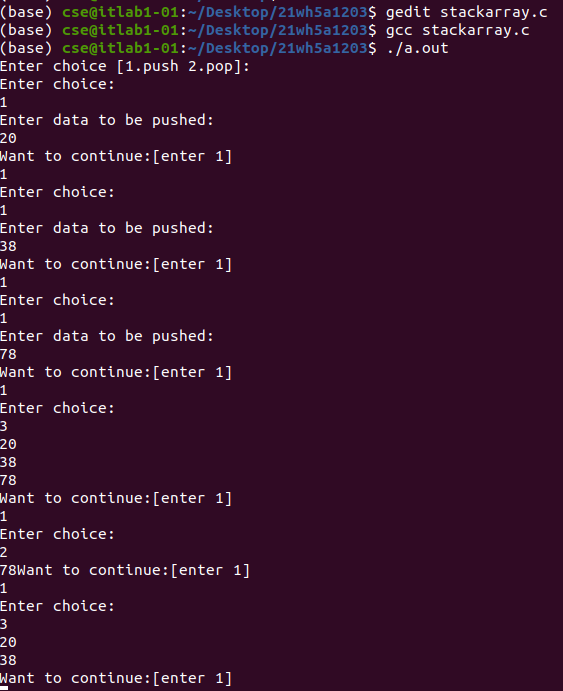 (base) cse@itlab1-01:~/Desktop/21wh5a1203$ gedit stackarray.c
(base) cse@itlab1-01:~/Desktop/21wh5a1203$ gcc stackarray.c
(base) cse@itlab1-01:~/Desktop/21wh5a1203$ ./a.out
Enter choice [1.push 2.pop]:
Enter choice:
1
Enter data to be pushed:
20
Want to continue:[enter 1]
1
Enter choice:
1
Enter data to be pushed:
38
Want to continue:[enter 1]
1
Enter choice:
1
Enter data to be pushed:
78
Want to continue:[enter 1]
1
Enter choice:
3
20
38
78
Want to continue:[enter 1]
1
Enter choice:
2
78Want to continue:[enter 1]
1
Enter choice:
3
20
38
Want to continue:[enter 1]